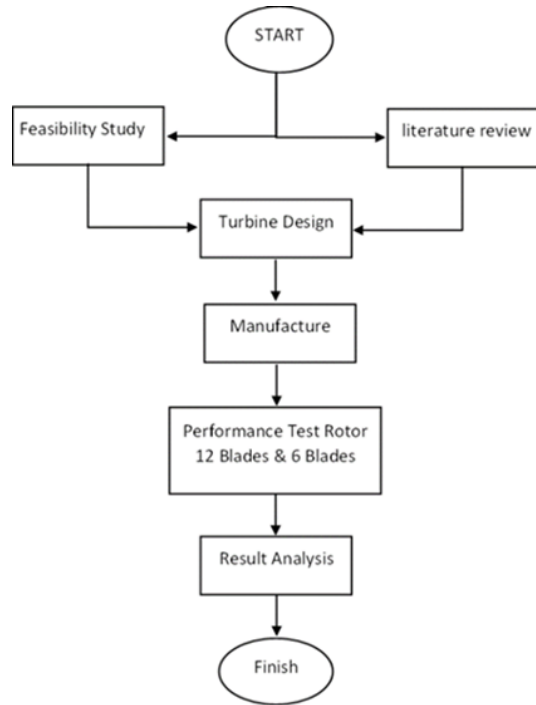 START
Feasibility Study
literature review
Turbine Design
Manufacture
Performance Test Rotor
12 Blades & 6 Blades
Result Analysis
Finish